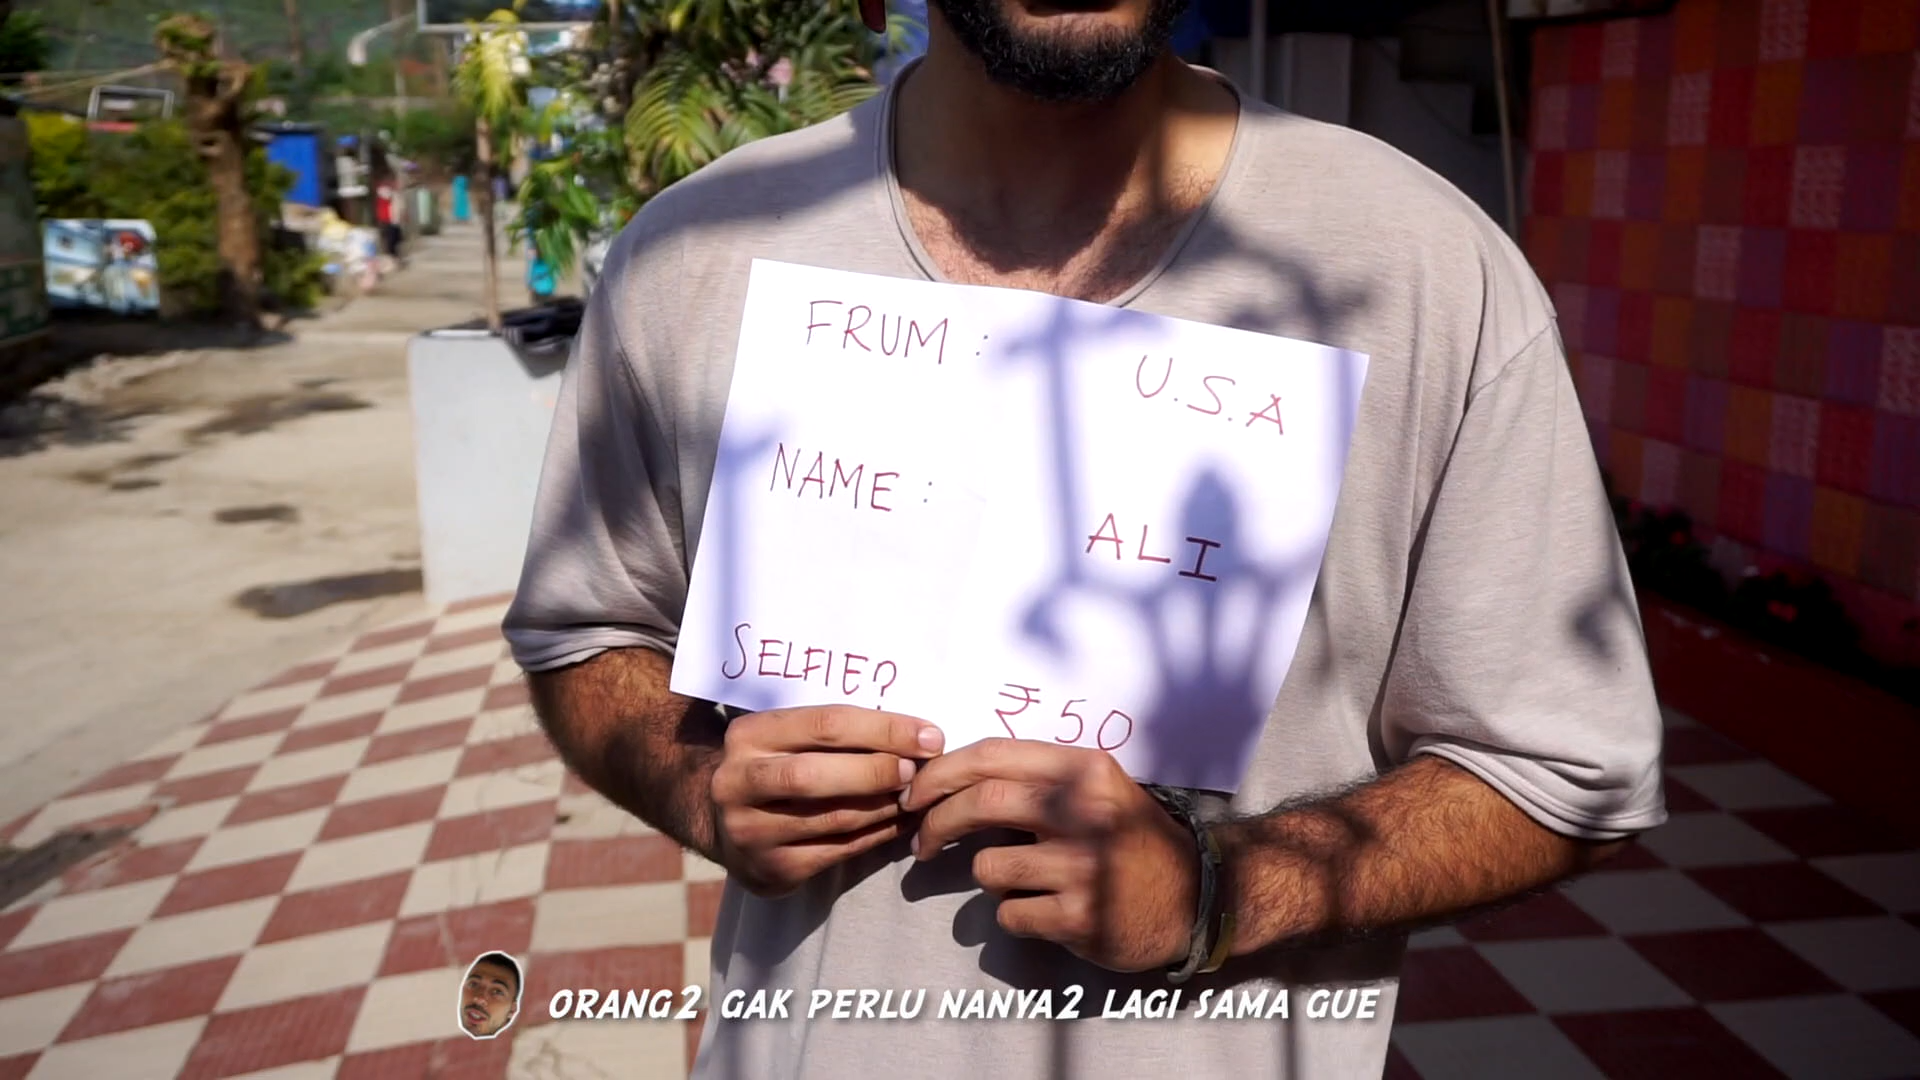 FRUM : U.S.A
NAME : ALI
SELFIE? ₹50
ORANG2 GAK PERLU NANYA2 LAGI SAMA GUE